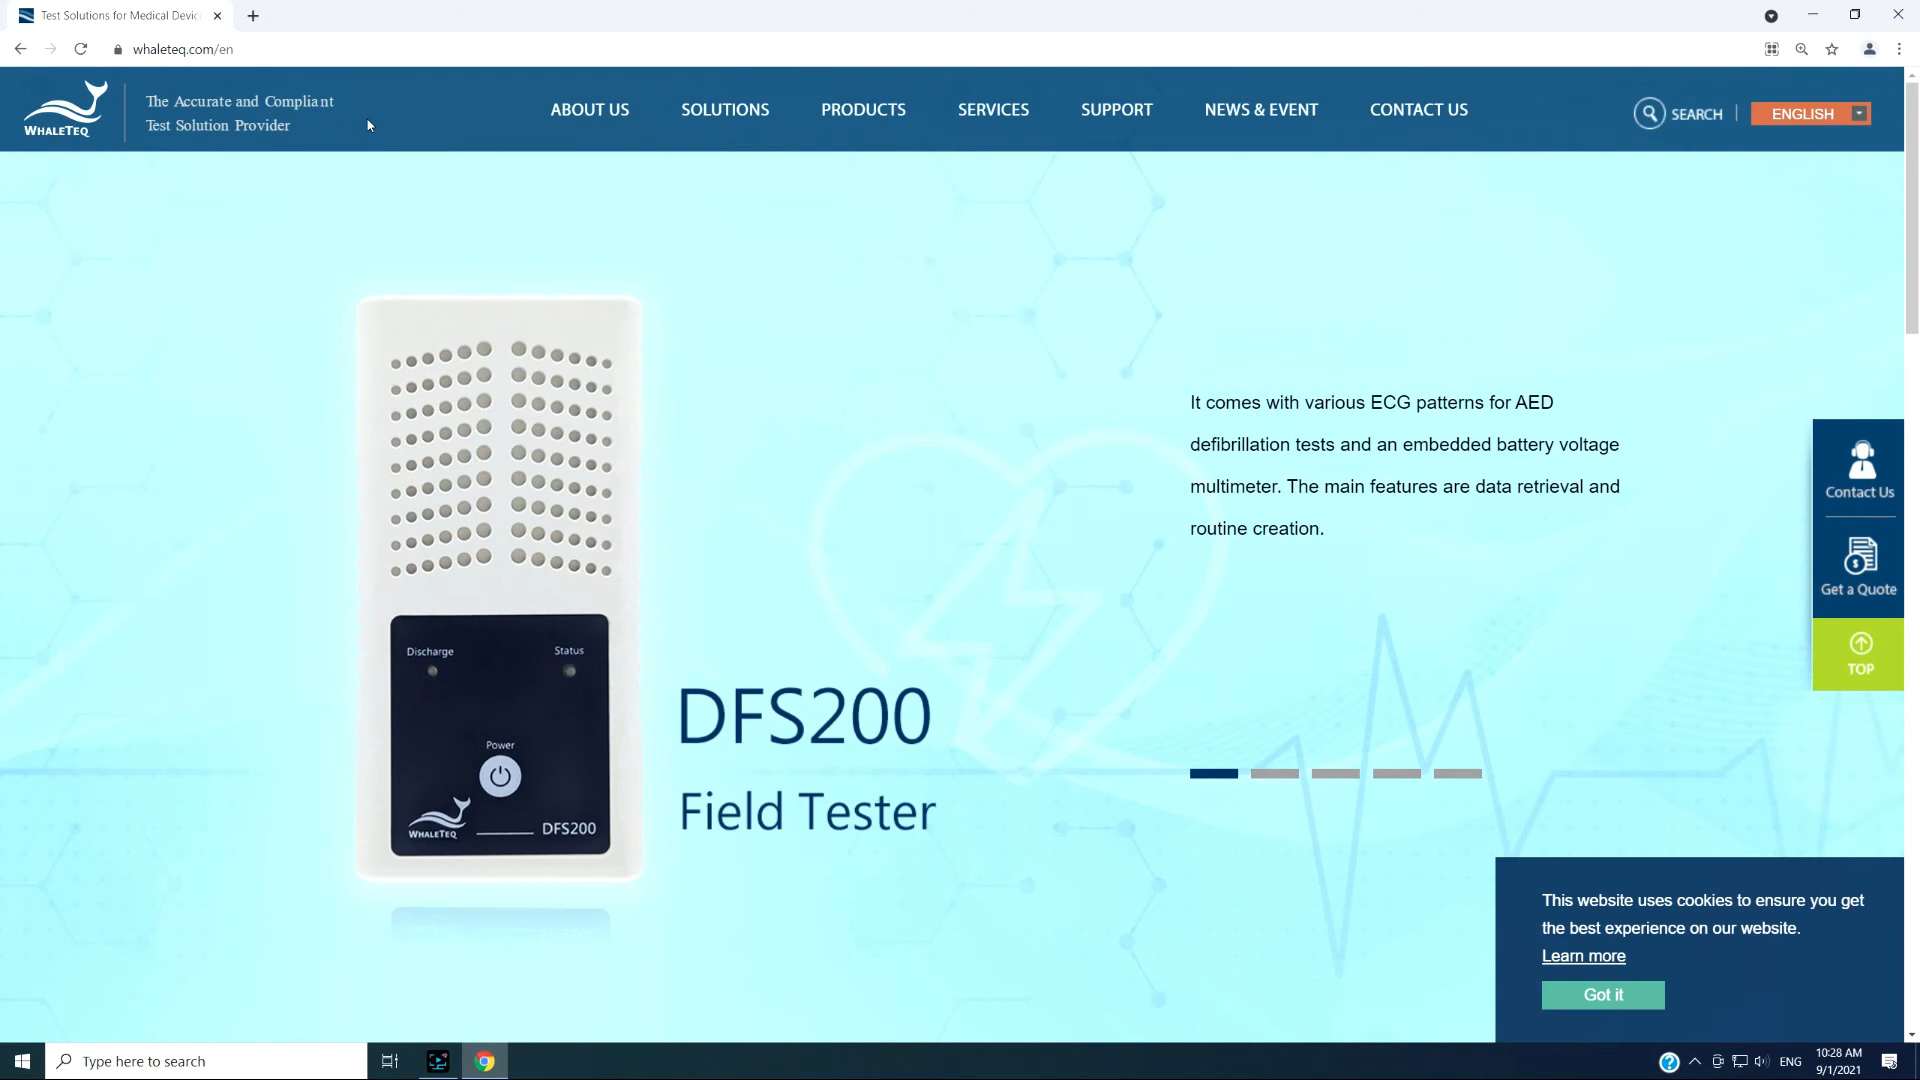 Test Solutions for Medical Devic
whaleteq.com/en
WHALETEQ
The Accurate and Compliant
Test Solution Provider
ABOUT US
SOLUTIONS
PRODUCTS
SERVICES
SUPPORT
NEWS & EVENT
CONTACT US
SEARCH
ENGLISH
It comes with various ECG patterns for AED
defibrillation tests and an embedded battery voltage
multimeter. The main features are data retrieval and
routine creation.
Contact Us
Get a Quote
TOP
Discharge
Status
Power
WHALETEQ
DFS200
DFS200
Field Tester
This website uses cookies to ensure you get
the best experience on our website.
Learn more
Got it
Type here to search
ENG
10:28 AM
9/1/2021